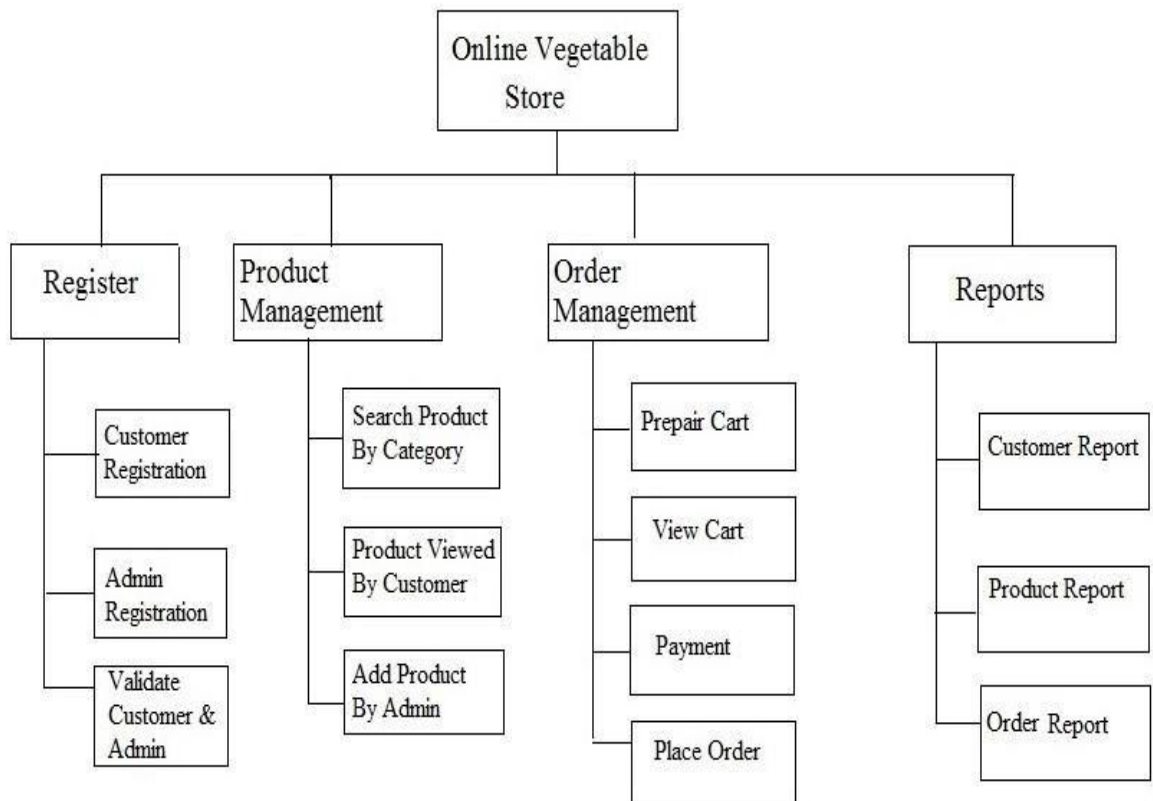 Online Vegetable
Store
Register
Product
Management
Order
Management
Reports
Customer
Registration
Admin
Registration
Validate
Customer &
Admin
Search Product
By Category
Product Viewed
By Customer
Add Product
By Admin
Prepair Cart
View Cart
Payment
Place Order
Customer Report
Product Report
Order Report